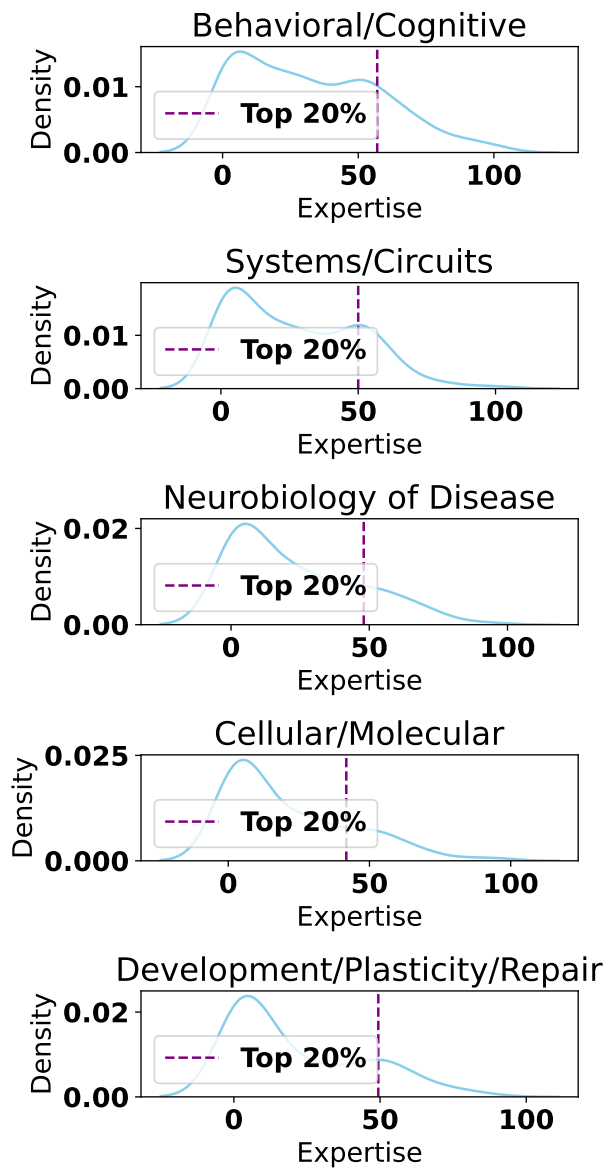 Behavioral/Cognitive
Density
0.01
0.00
Top 20%
0 50 100
Expertise
Systems/Circuits
Density
0.01
0.00
Top 20%
0 50 100
Expertise
Neurobiology of Disease
Density
0.02
0.00
Top 20%
0 50 100
Expertise
Cellular/Molecular
Density
0.025
0.000
Top 20%
0 50 100
Expertise
Development/Plasticity/Repair
Density
0.02
0.00
Top 20%
0 50 100
Expertise